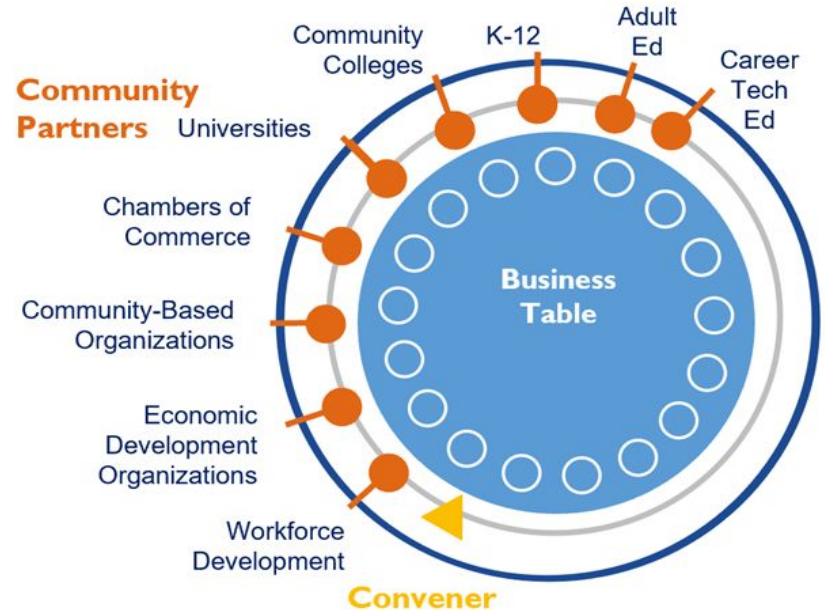 Community
Partners
Universities
Community
Colleges
K-12
Adult
Ed
Career
Tech
Ed
Chambers of
Commerce
Community-Based
Organizations
Economic
Development
Organizations
Workforce
Development
Business
Table
Convener